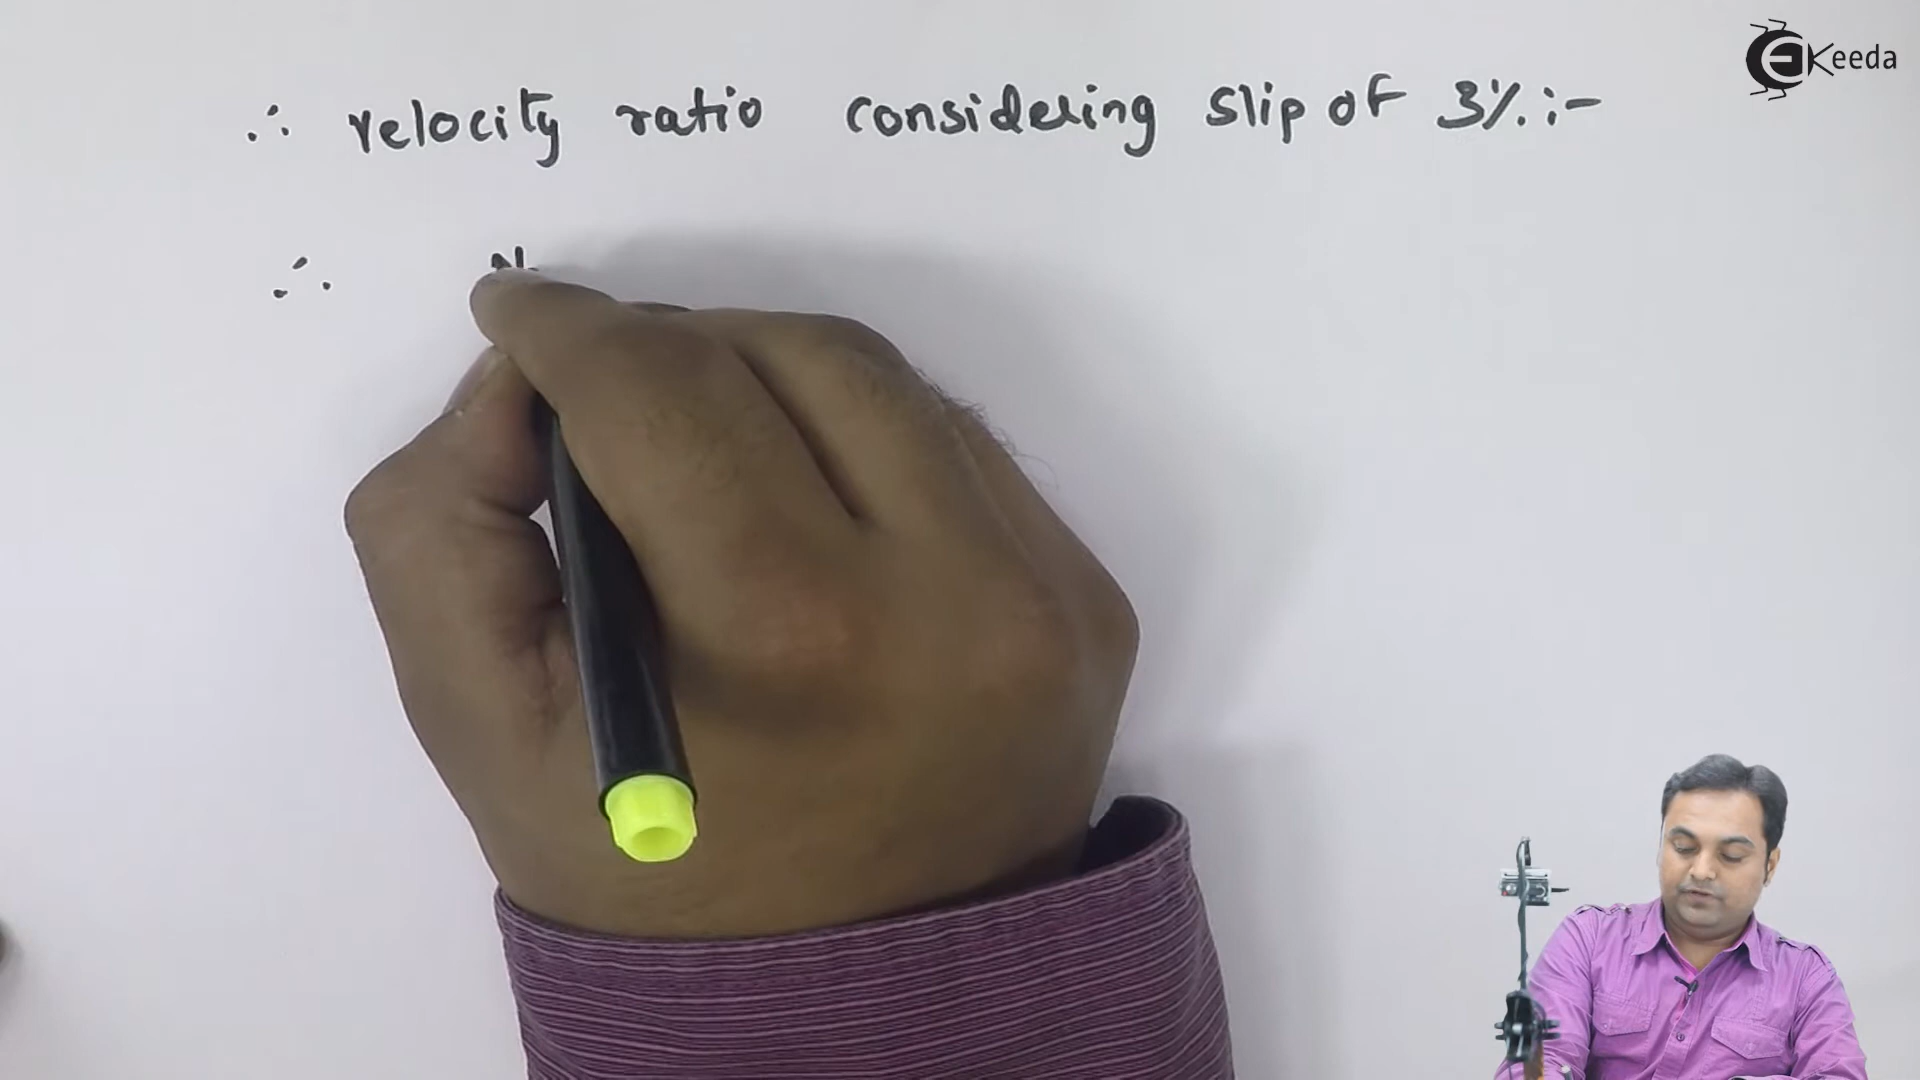 Keeda
∴ velocity ratio considering slip of 3% :-
∴ N